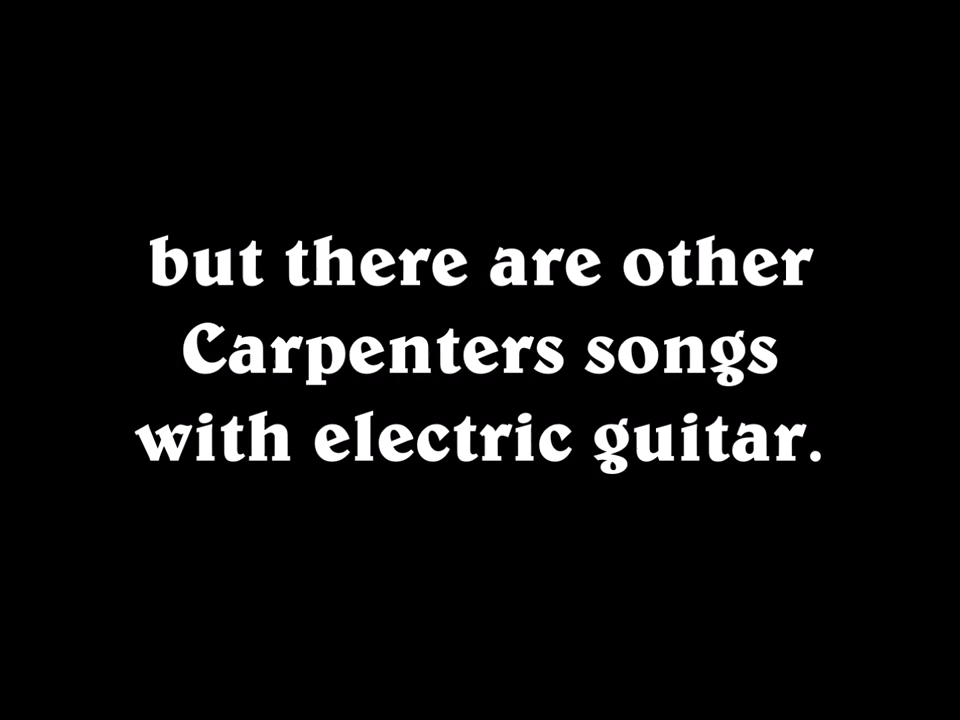 but there are other
Carpenters songs
with electric guitar.